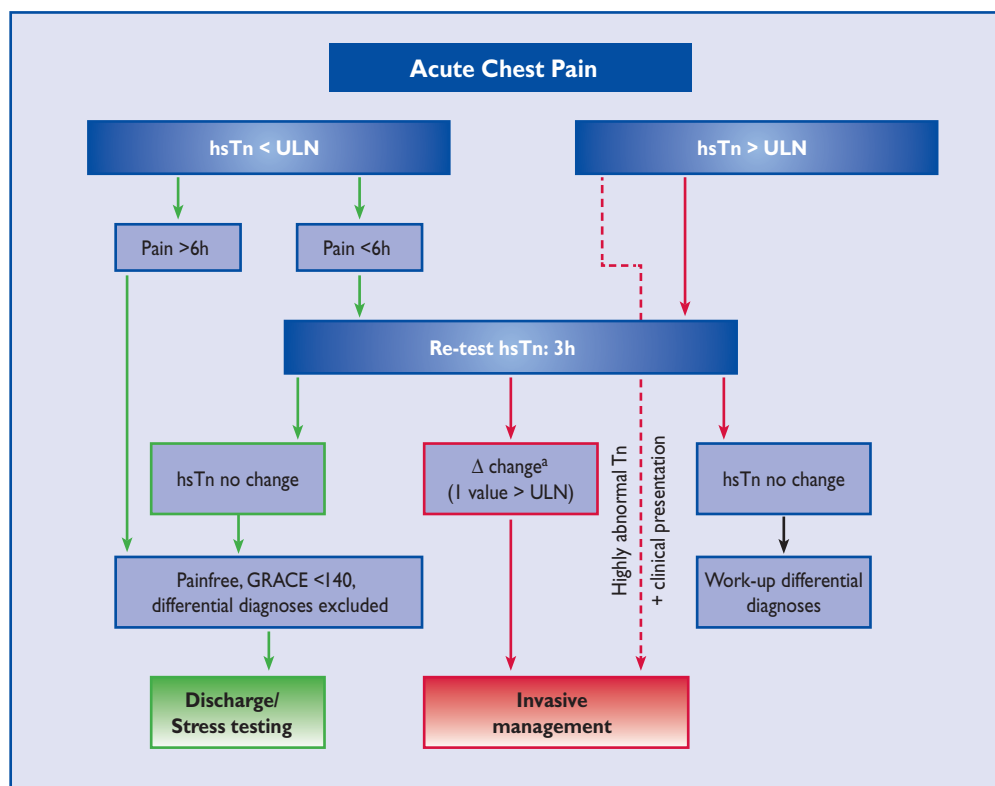 Acute Chest Pain
hsTn < ULN
hsTn > ULN
Pain >6h
Pain <6h
Re-test hsTn: 3h
hsTn no change
Δ changeᵃ
(1 value > ULN)
Highly abnormal Tn
+ clinical presentation
hsTn no change
Painfree, GRACE <140,
differential diagnoses excluded
Work-up differential
diagnoses
Discharge/
Stress testing
Invasive
management